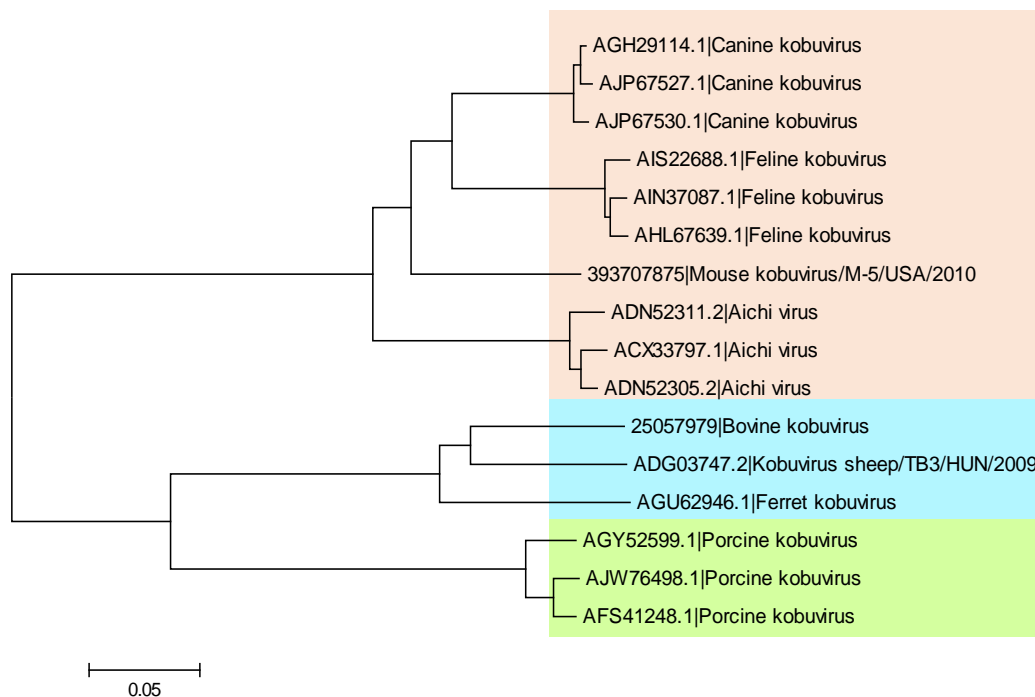 AGH29114.1|Canine kobuvirus
AJP67527.1|Canine kobuvirus
AJP67530.1|Canine kobuvirus
AIS22688.1|Feline kobuvirus
AIN37087.1|Feline kobuvirus
AHL67639.1|Feline kobuvirus
393707875|Mouse kobuvirus/M-5/USA/2010
ADN52311.2|Aichi virus
ACX33797.1|Aichi virus
ADN52305.2|Aichi virus
25057979|Bovine kobuvirus
ADG03747.2|Kobuvirus sheep/TB3/HUN/2009
AGU62946.1|Ferret kobuvirus
AGY52599.1|Porcine kobuvirus
AJW76498.1|Porcine kobuvirus
AFS41248.1|Porcine kobuvirus
0.05